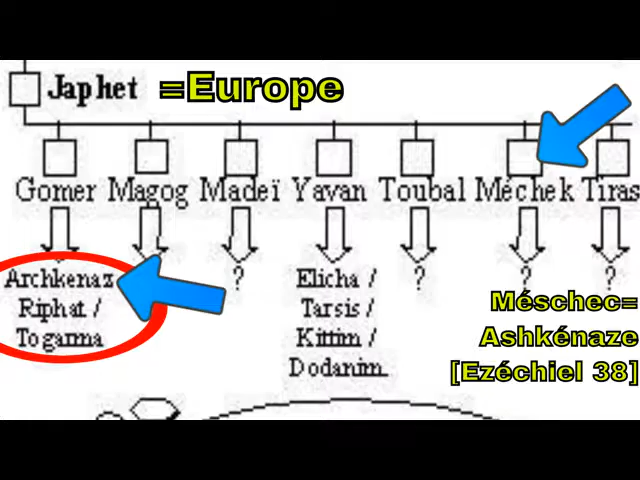 Japhet =Europe
Gomer Magog Madeï Yavan Toubal Méchek Tiras
Archkenaz ? Elicha / ? ? ?
Riphat / Tarsis /
Togarma Kittim /
Dodanim.
Méschec=
Ashkénaze
[Ezéchiel 38]